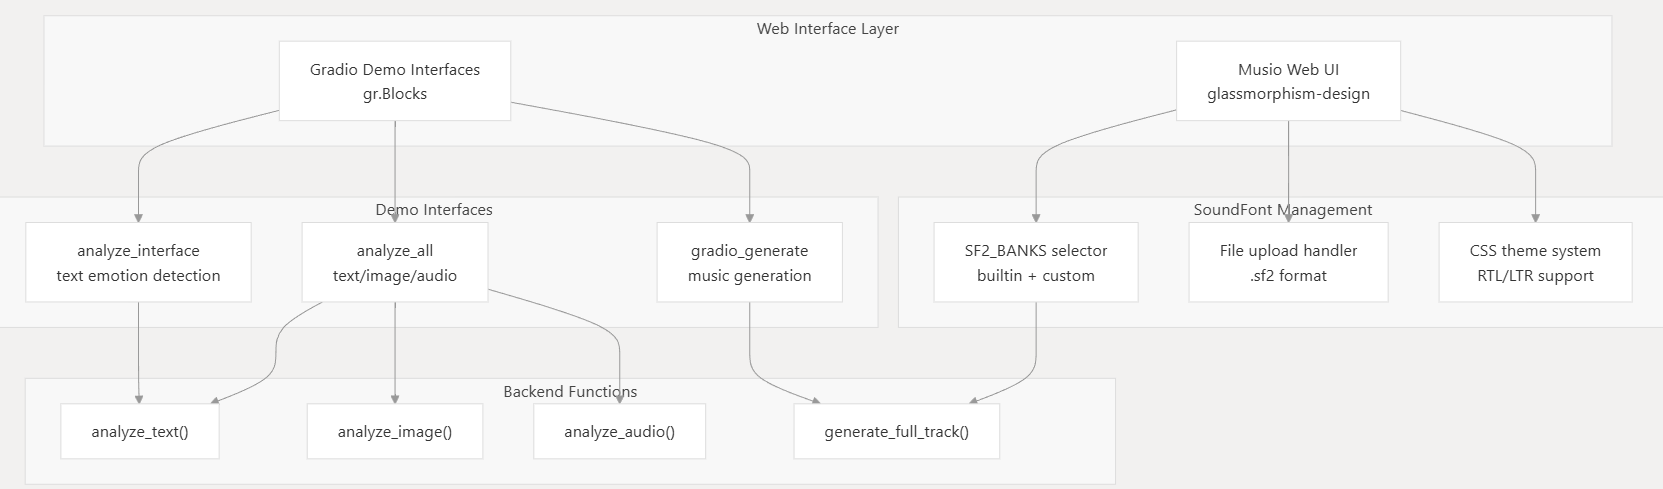 Web Interface Layer
Gradio Demo Interfaces
gr.Blocks
Musio Web UI
glassmorphism-design
Demo Interfaces
analyze_interface
text emotion detection
analyze_all
text/image/audio
gradio_generate
music generation
SoundFont Management
SF2_BANKS selector
builtin + custom
File upload handler
.sf2 format
CSS theme system
RTL/LTR support
Backend Functions
analyze_text()
analyze_image()
analyze_audio()
generate_full_track()